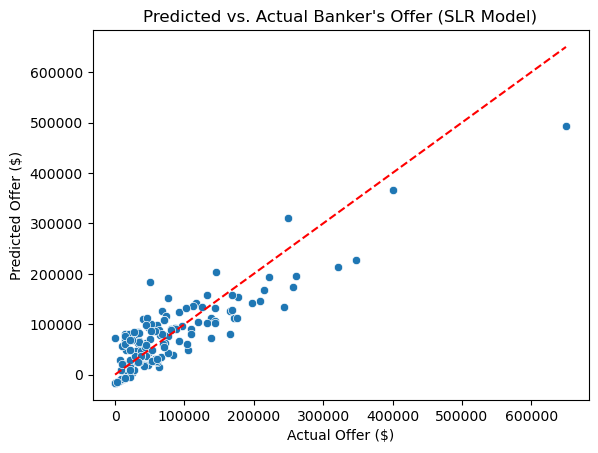 Predicted vs. Actual Banker's Offer (SLR Model)
600000
500000
400000
300000
200000
100000
0
Predicted Offer ($)
0 100000 200000 300000 400000 500000 600000
Actual Offer ($)